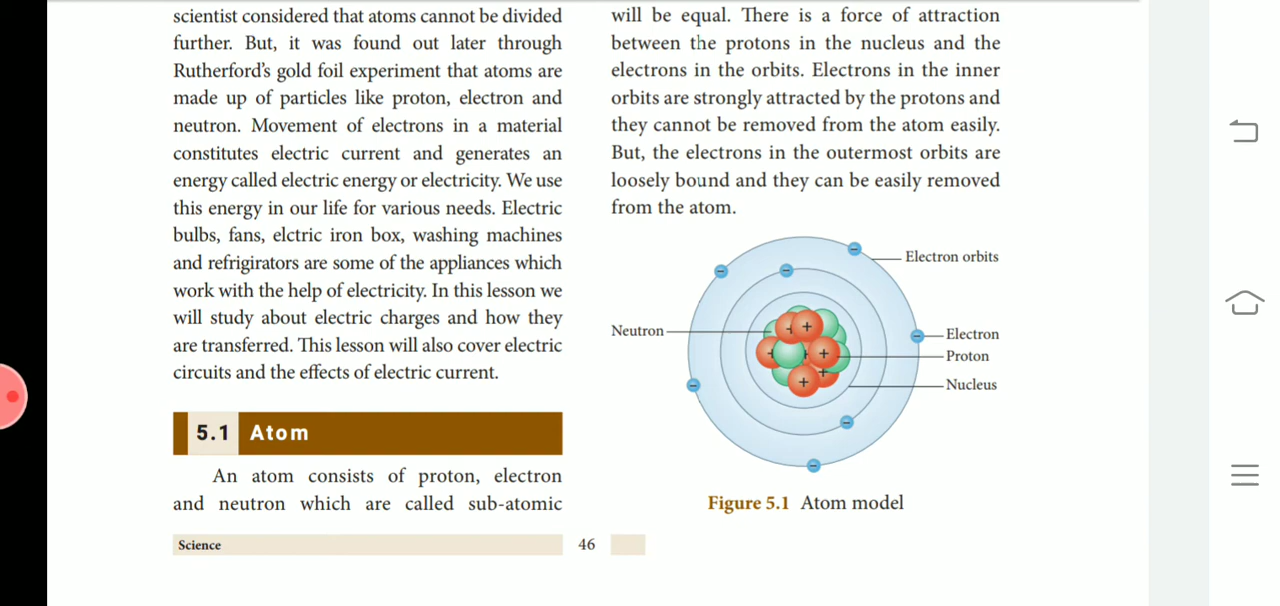 scientist considered that atoms cannot be divided
further. But, it was found out later through
Rutherford's gold foil experiment that atoms are
made up of particles like proton, electron and
neutron. Movement of electrons in a material
constitutes electric current and generates an
energy called electric energy or electricity. We use
this energy in our life for various needs. Electric
bulbs, fans, elctric iron box, washing machines
and refrigirators are some of the appliances which
work with the help of electricity. In this lesson we
will study about electric charges and how they
are transferred. This lesson will also cover electric
circuits and the effects of electric current.
5.1 Atom
An atom consists of proton, electron
and neutron which are called sub-atomic
will be equal. There is a force of attraction
between the protons in the nucleus and the
electrons in the orbits. Electrons in the inner
orbits are strongly attracted by the protons and
they cannot be removed from the atom easily.
But, the electrons in the outermost orbits are
loosely bound and they can be easily removed
from the atom.
Electron orbits
Neutron
Electron
Proton
Nucleus
Figure 5.1 Atom model
Science
46